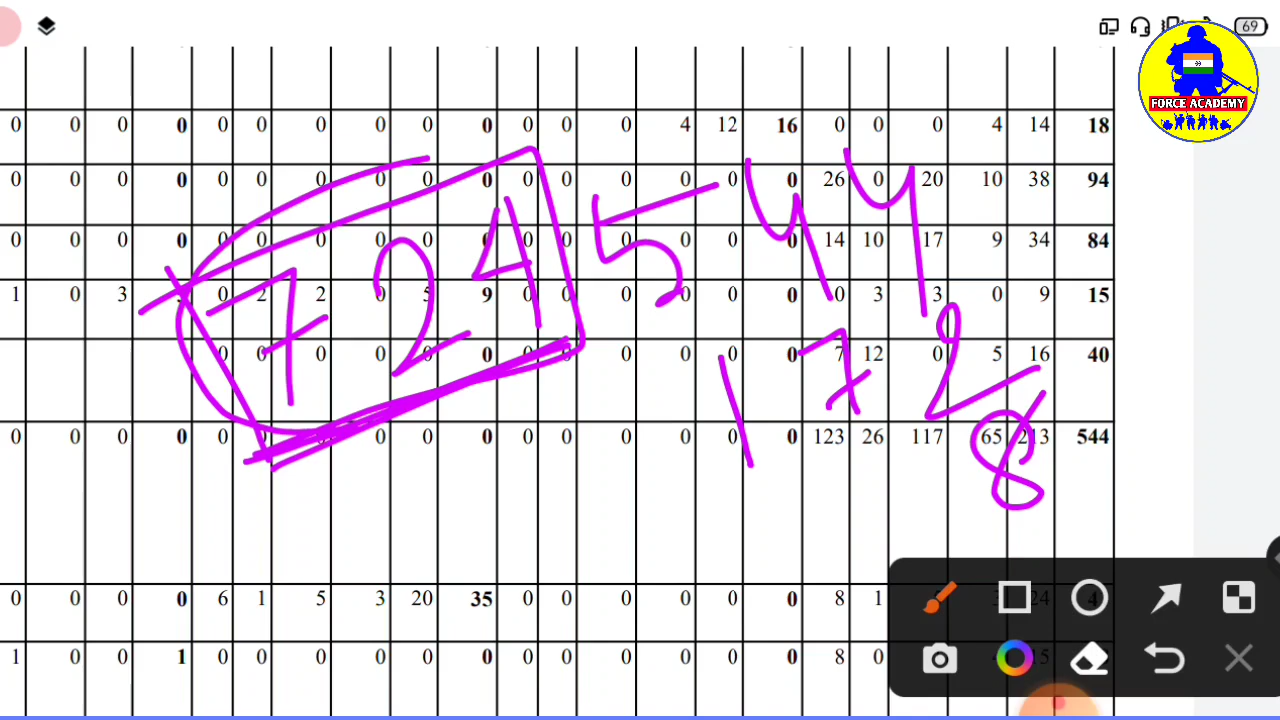 69
FORCE ACADEMY
0 0 0 0 0 0 0 0 0 0 0 0 0 4 12 16 0 0 0 4 14 18
0 0 0 0 0 0 0 0 0 0 0 0 0 0 0 0 26 0 20 10 38 94
0 0 0 0 0 0 0 0 0 0 0 0 0 0 0 0 14 10 17 9 34 84
1 0 3 0 2 2 0 5 9 0 0 0 0 0 0 0 3 3 0 9 15
0 0 0 0 0 0 0 0 0 0 0 0 7 12 0 5 16 40
0 0 0 0 0 0 0 0 0 0 0 0 0 0 0 123 26 117 65 213 544
7 24 544
1728
0 0 0 0 6 1 5 3 20 35 0 0 0 0 0 0 8 1 24
1 0 0 1 0 0 0 0 0 0 0 0 0 0 0 0 8 0